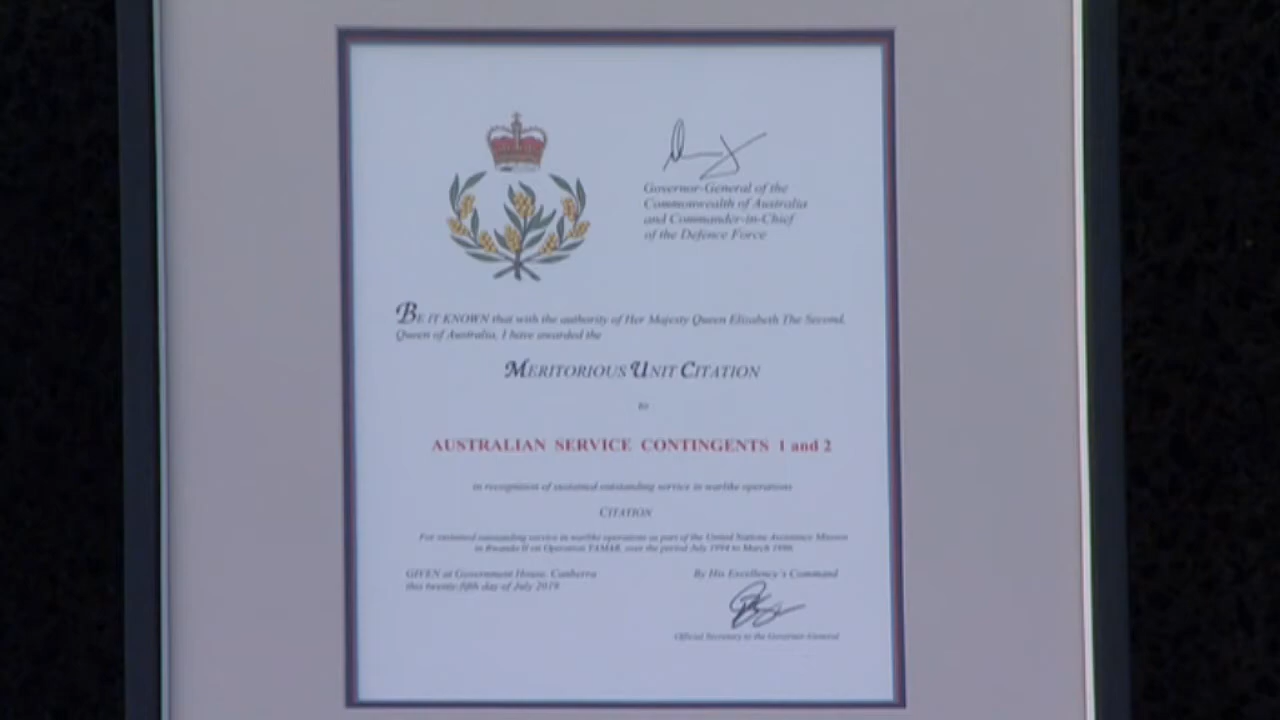 Governor-General of the
Commonwealth of Australia
and Commander-in-Chief
of the Defence Force
BE IT KNOWN that with the authority of Her Majesty Queen Elizabeth The Second,
Queen of Australia, I have awarded the
MERITORIOUS UNIT CITATION
to
AUSTRALIAN SERVICE CONTINGENTS 1 and 2
in recognition of sustained outstanding service in warlike operations
CITATION
For sustained outstanding service in warlike operations as part of the United Nations Assistance Mission
in Rwanda II on Operation TAMAR, over the period July 1994 to March 1996.
GIVEN at Government House, Canberra
this twenty-fifth day of July 2019
By His Excellency's Command
Official Secretary to the Governor-General